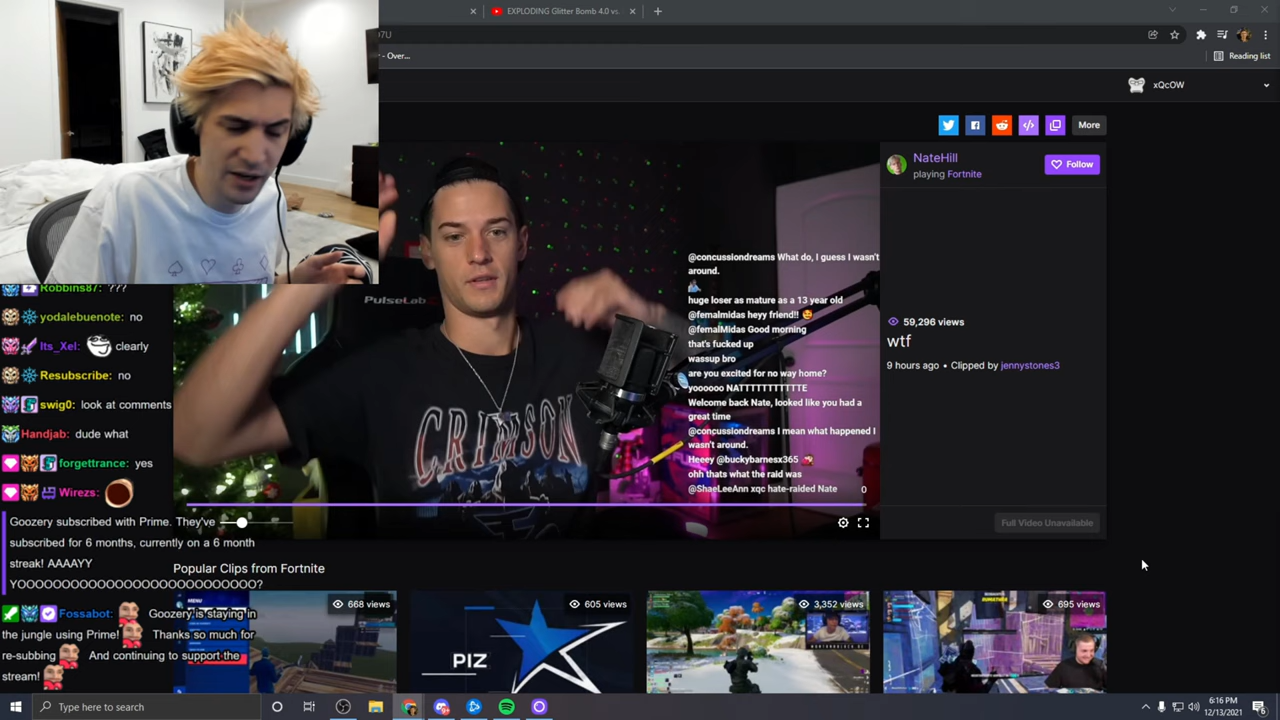 EXPLODING Glitter Bomb 4.0 vs.
07U
- Over...
Reading list
xQcOW
More
NateHill
playing Fortnite
Follow
PulseLab
CRIMSON
@concussiondreams What do, I guess I wasn't
around.
huge loser as mature as a 13 year old
@femalmidas heyy friend!!
@femalMidas Good morning
that's fucked up
wassup bro
are you excited for no way home?
yoooooo NATTTTTTTTTTE
Welcome back Nate, looked like you had a
great time
@concussiondreams I mean what happened I
wasn't around.
Heeey @buckybarnesx365
ohh thats what the raid was
@ShaeLeeAnn xqc hate-raided Nate
0
59,296 views
wtf
9 hours ago • Clipped by jennystones3
Full Video Unavailable
Robbins87: ???
yodalebuenote: no
Its_Xel: clearly
Resubscribe: no
swig0: look at comments
Handjab: dude what
forgettrance: yes
Wirezs:
Goozery subscribed with Prime. They've
subscribed for 6 months, currently on a 6 month
streak! AAAAYY
YOOOOOOOOOOOOOOOOOOOOOOOOOO?
Fossabot: Goozery is staying in
the jungle using Prime! Thanks so much for
re-subbing And continuing to support the
stream!
Popular Clips from Fortnite
668 views
605 views
PIZ
3,352 views
695 views
Type here to search
6:16 PM
12/13/2021
6